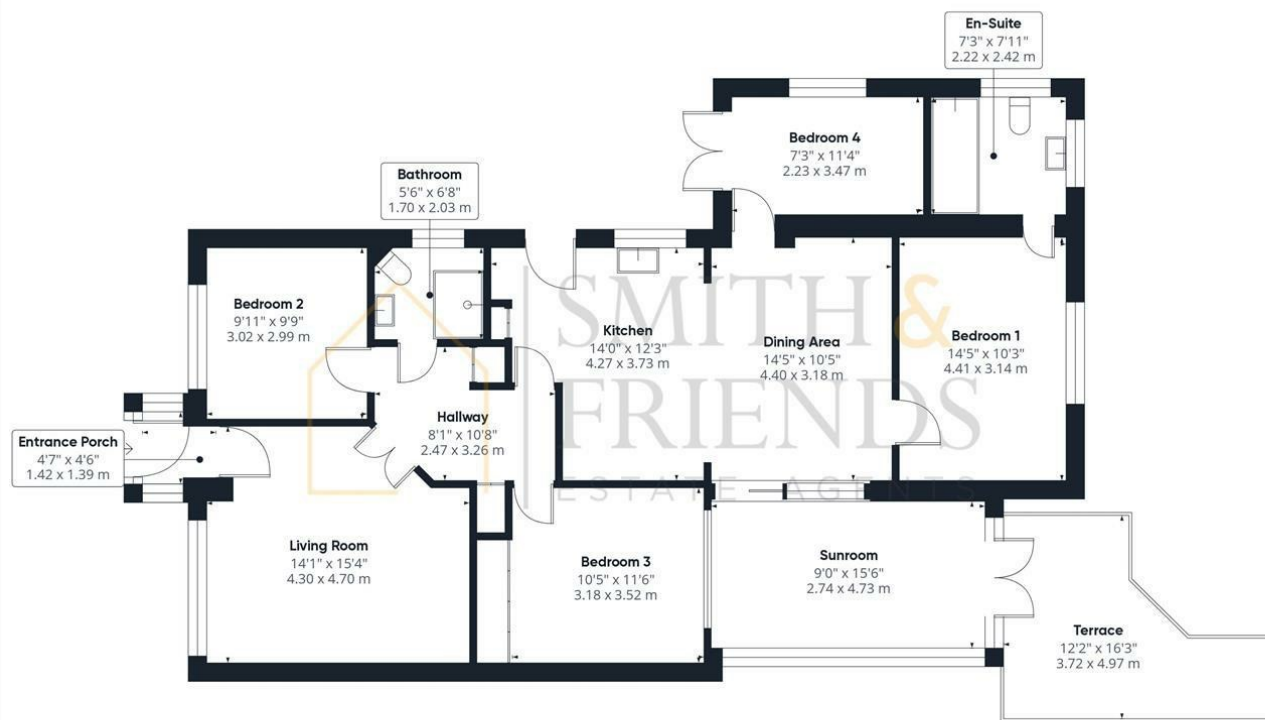 En-Suite
7'3" x 7'11"
2.22 x 2.42 m
Bedroom 4
7'3" x 11'4"
2.23 x 3.47 m
Bathroom
5'6" x 6'8"
1.70 x 2.03 m
Bedroom 2
9'11" x 9'9"
3.02 x 2.99 m
Kitchen
14'0" x 12'3"
4.27 x 3.73 m
Dining Area
14'5" x 10'5"
4.40 x 3.18 m
Bedroom 1
14'5" x 10'3"
4.41 x 3.14 m
SMITH &
FRIENDS
ESTATE AGENTS
Hallway
8'1" x 10'8"
2.47 x 3.26 m
Entrance Porch
4'7" x 4'6"
1.42 x 1.39 m
Living Room
14'1" x 15'4"
4.30 x 4.70 m
Bedroom 3
10'5" x 11'6"
3.18 x 3.52 m
Sunroom
9'0" x 15'6"
2.74 x 4.73 m
Terrace
12'2" x 16'3"
3.72 x 4.97 m